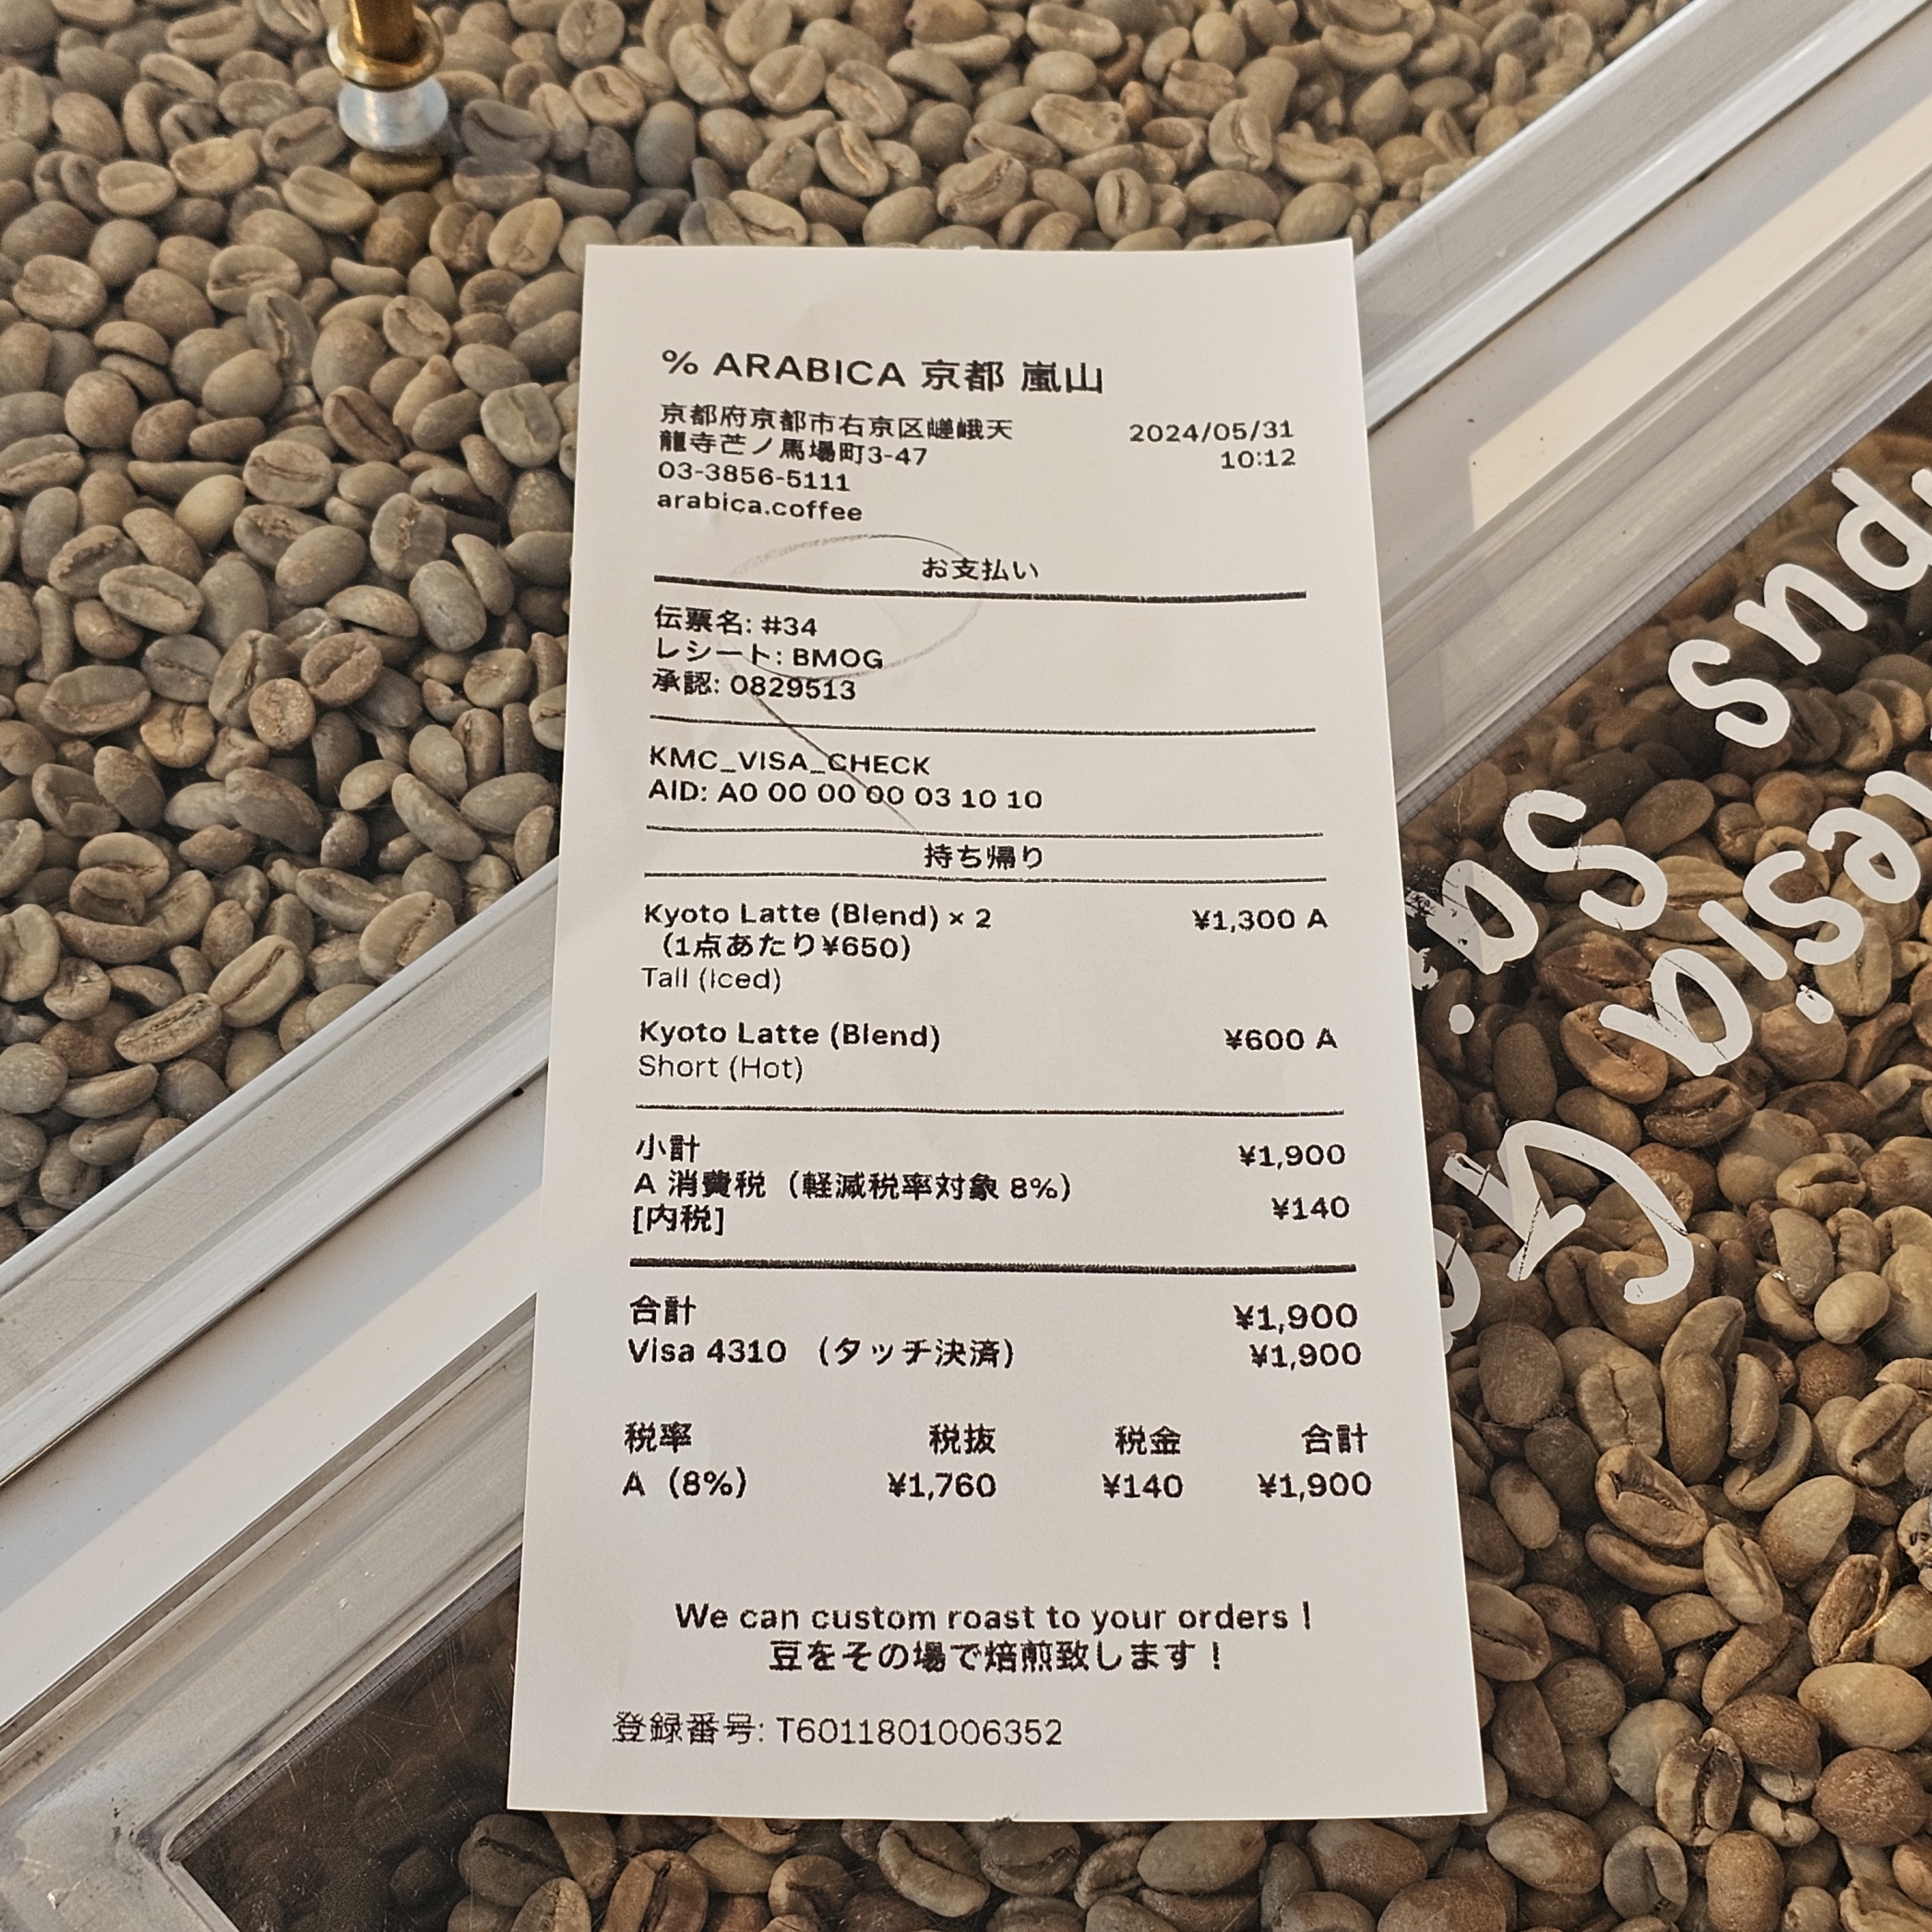 % ARABICA 京都 嵐山
京都府京都市右京区嵯峨天
龍寺芒ノ馬場町3-47
03-3856-5111
arabica.coffee
2024/05/31
10:12
お支払い
伝票名: #34
レシート: BMOG
承認: 0829513
KMC_VISA_CHECK
AID: A0 00 00 00 03 10 10
持ち帰り
Kyoto Latte (Blend) × 2 ¥1,300 A
(1点あたり¥650)
Tall (Iced)
Kyoto Latte (Blend) ¥600 A
Short (Hot)
小計 ¥1,900
A 消費税（軽減税率対象 8%）
[内税] ¥140
合計 ¥1,900
Visa 4310 （タッチ決済） ¥1,900
税率 税抜 税金 合計
A (8%) ¥1,760 ¥140 ¥1,900
We can custom roast to your orders !
豆をその場で焙煎致します！
登録番号: T6011801006352